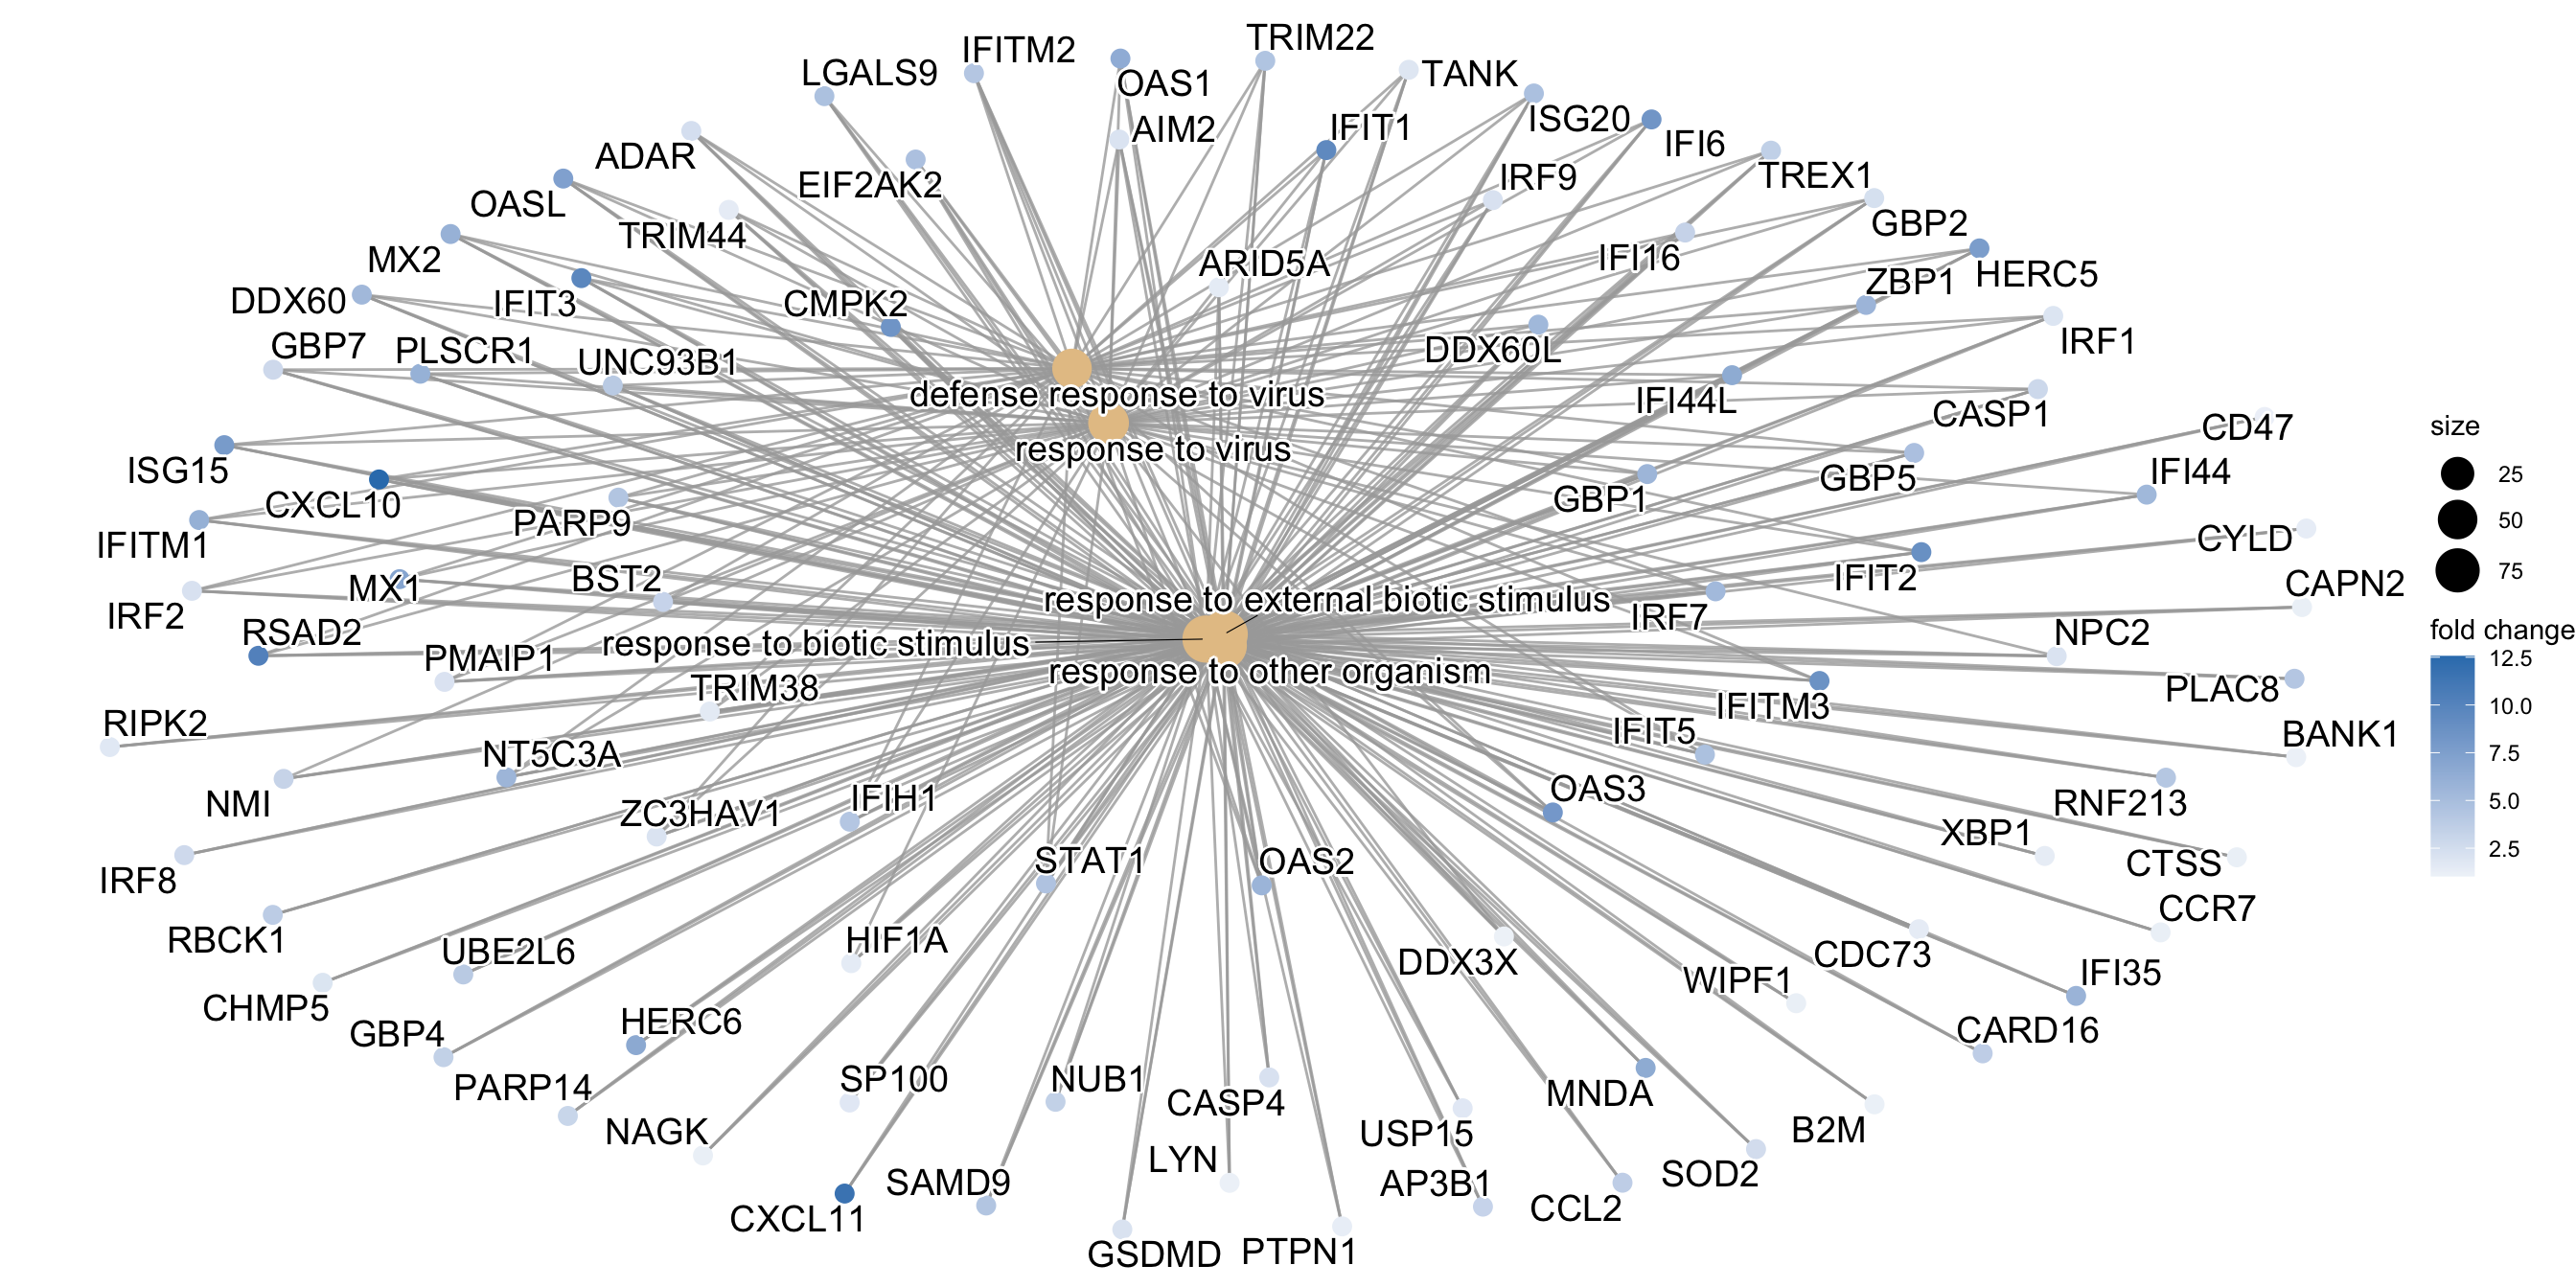 TRIM22
IFITM2
LGALS9
TANK
OAS1
ISG20
AIM2
IFIT1
IFI6
ADAR
TREX1
EIF2AK2
IRF9
OASL
GBP2
TRIM44
IFI16
MX2
ARID5A
HERC5
ZBP1
DDX60
IFIT3
CMPK2
IRF1
GBP7
PLSCR1
UNC93B1
DDX60L
defense response to virus
IFI44L
CASP1
CD47
response to virus
ISG15
IFI44
GBP5
CXCL10
GBP1
PARP9
IFITM1
CYLD
BST2
IFIT2
MX1
CAPN2
response to external biotic stimulus
IRF2
IRF7
RSAD2
NPC2
response to biotic stimulus
PMAIP1
response to other organism
TRIM38
PLAC8
IFITM3
RIPK2
IFIT5
BANK1
NT5C3A
OAS3
IFIH1
NMI
RNF213
ZC3HAV1
XBP1
STAT1
OAS2
CTSS
IRF8
CCR7
RBCK1
HIF1A
UBE2L6
CDC73
DDX3X
IFI35
WIPF1
CHMP5
HERC6
GBP4
CARD16
SP100
NUB1
PARP14
MNDA
CASP4
B2M
NAGK
USP15
LYN
SOD2
SAMD9
AP3B1
CCL2
CXCL11
GSDMD
PTPN1
size
25
50
75
fold change
12.5
10.0
7.5
5.0
2.5